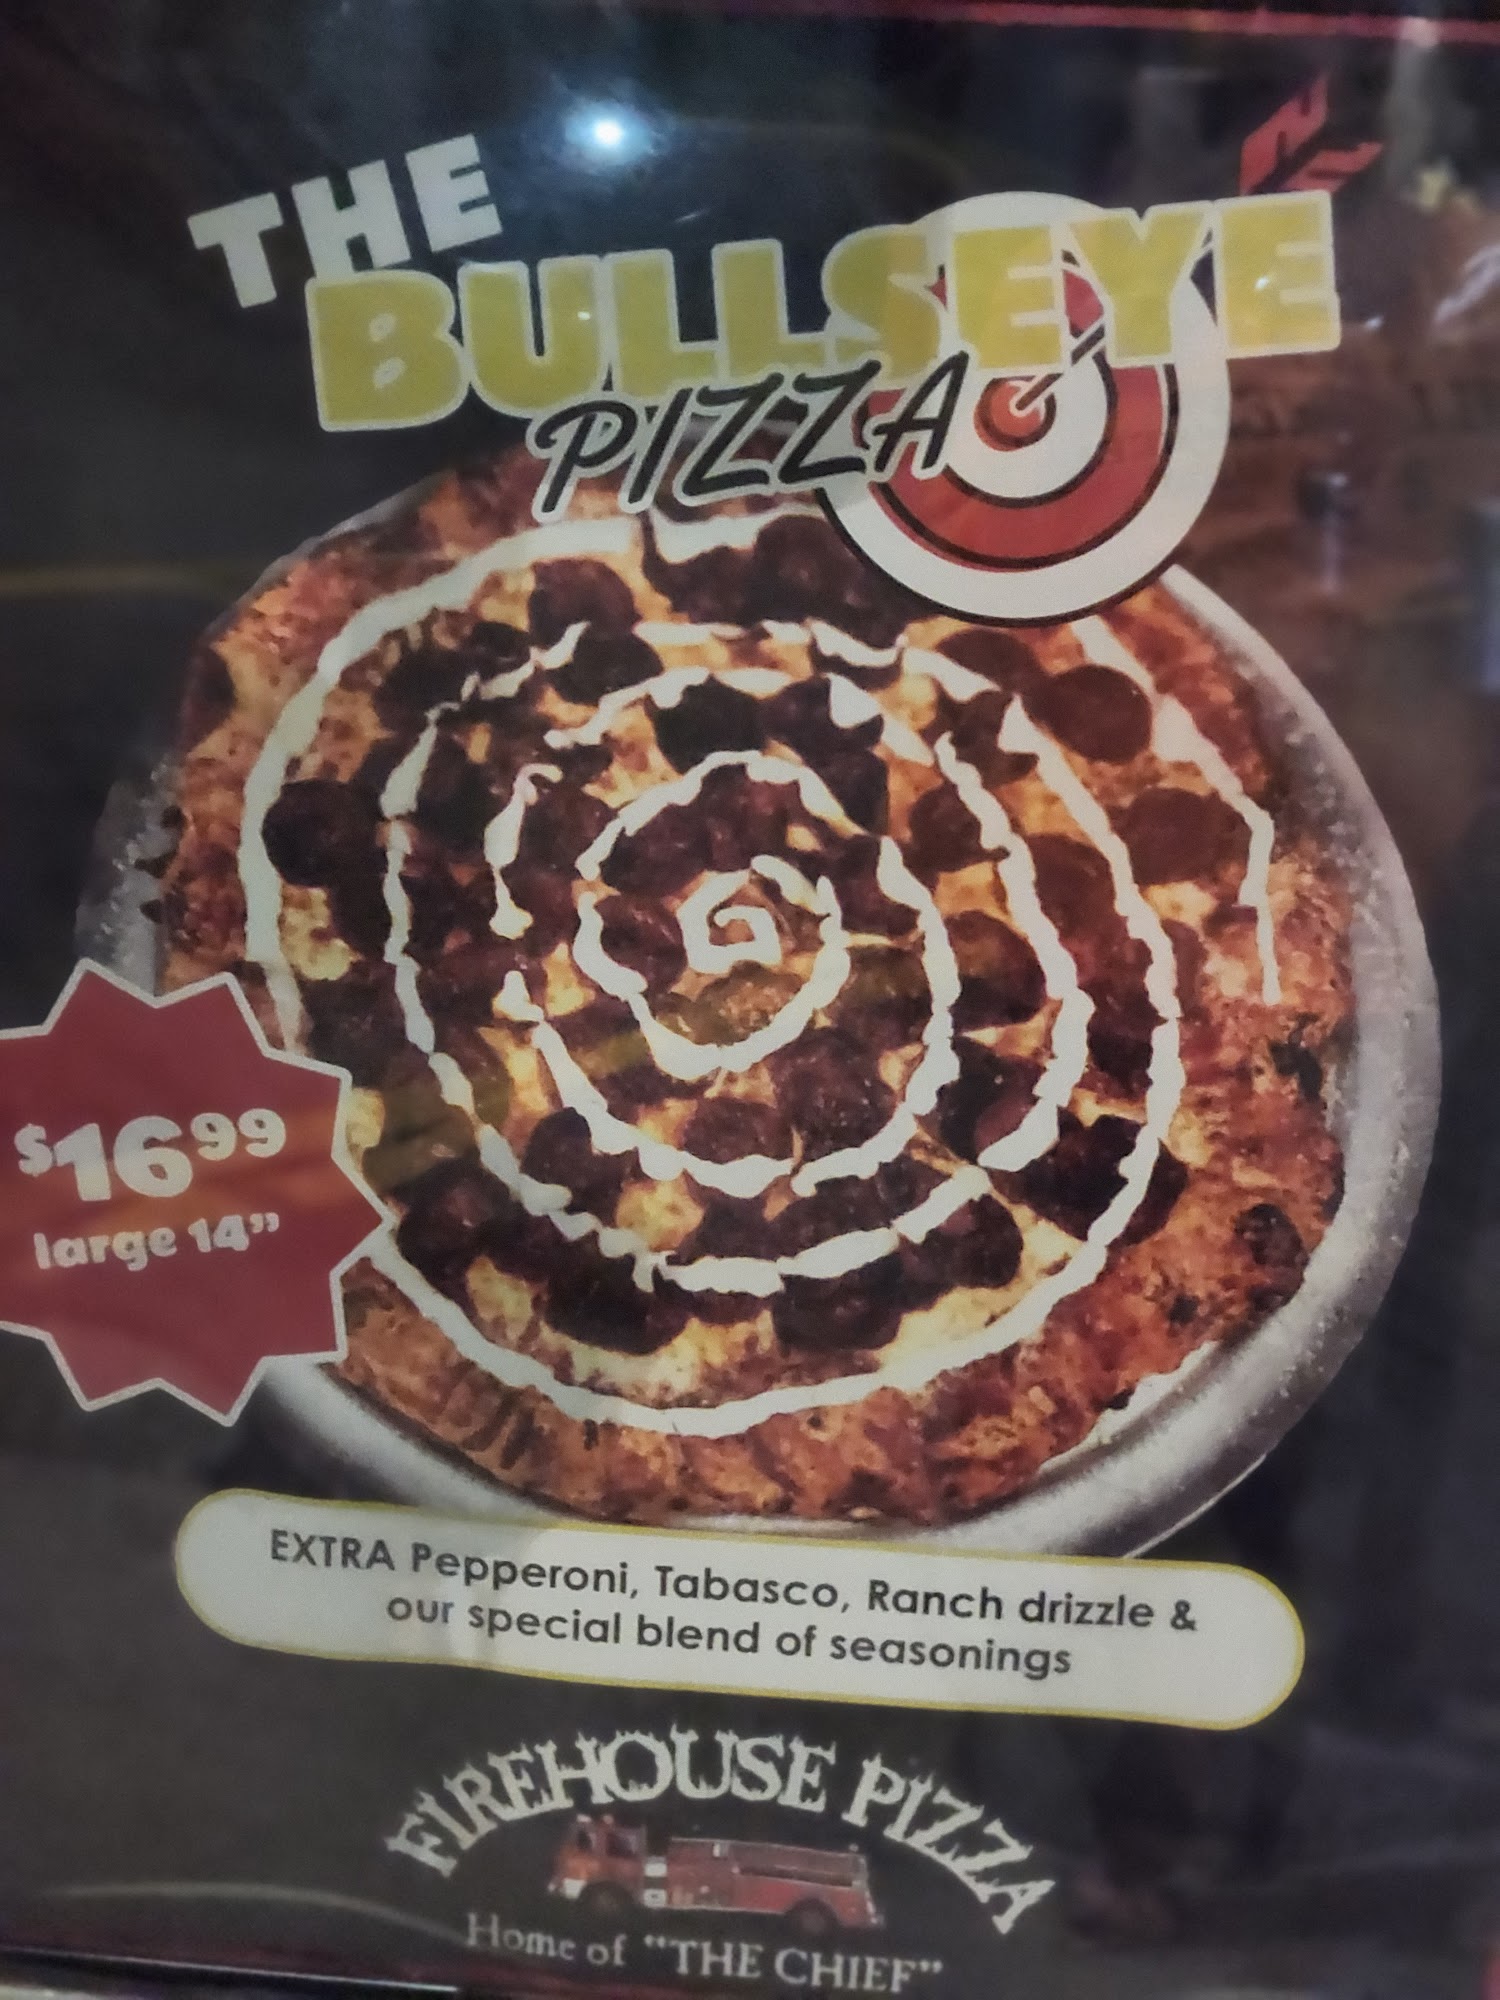 THE
BULLSEYE
PIZZA
$16.99
large 14”
EXTRA Pepperoni, Tabasco, Ranch drizzle &
our special blend of seasonings
FIREHOUSE PIZZA
Home of "THE CHIEF"